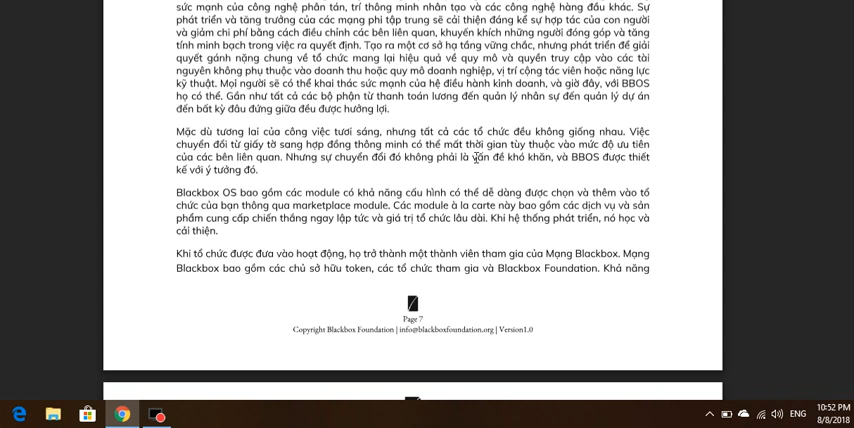 sức mạnh của công nghệ phân tán, trí thông minh nhân tạo và các công nghệ hàng đầu khác. Sự
phát triển và tăng trưởng của các mạng phi tập trung sẽ cải thiện đáng kể sự hợp tác của con người
và giảm chi phí bằng cách điều chỉnh các bên liên quan, khuyến khích những người đóng góp và tăng
tính minh bạch trong việc ra quyết định. Tạo ra một cơ sở hạ tầng vững chắc, nhưng phát triển để giải
quyết gánh nặng chung về tổ chức mang lại hiệu quả về quy mô và quyền truy cập vào các tài
nguyên không phụ thuộc vào doanh thu hoặc quy mô doanh nghiệp, vị trí cộng tác viên hoặc năng lực
kỹ thuật. Mọi người sẽ có thể khai thác sức mạnh của hệ điều hành kinh doanh, và giờ đây, với BBOS
họ có thể. Gần như tất cả các bộ phận từ thanh toán lương đến quản lý nhân sự đến quản lý dự án
đến bất kỳ đâu đứng giữa đều được hưởng lợi.
Mặc dù tương lai của công việc tươi sáng, nhưng tất cả các tổ chức đều không giống nhau. Việc
chuyển đổi từ giấy tờ sang hợp đồng thông minh có thể mất thời gian tùy thuộc vào mức độ ưu tiên
của các bên liên quan. Nhưng sự chuyển đổi đó không phải là vấn đề khó khăn, và BBOS được thiết
kế với ý tưởng đó.
Blackbox OS bao gồm các module có khả năng cấu hình có thể dễ dàng được chọn và thêm vào tổ
chức của bạn thông qua marketplace module. Các module à la carte này bao gồm các dịch vụ và sản
phẩm cung cấp chiến thắng ngay lập tức và giá trị tổ chức lâu dài. Khi hệ thống phát triển, nó học và
cải thiện.
Khi tổ chức được đưa vào hoạt động, họ trở thành một thành viên tham gia của Mạng Blackbox. Mạng
Blackbox bao gồm các chủ sở hữu token, các tổ chức tham gia và Blackbox Foundation. Khả năng
Page 7
Copyright Blackbox Foundation | info@blackboxfoundation.org | Version1.0
ENG
10:52 PM
8/8/2018